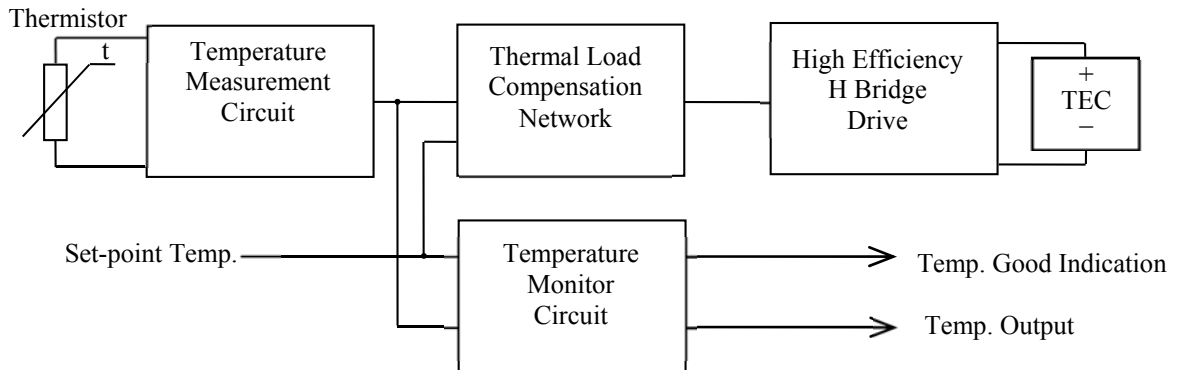 Thermistor
t
Temperature
Measurement
Circuit
Thermal Load
Compensation
Network
High Efficiency
H Bridge
Drive
+
TEC
−
Set-point Temp.
Temperature
Monitor
Circuit
Temp. Good Indication
Temp. Output